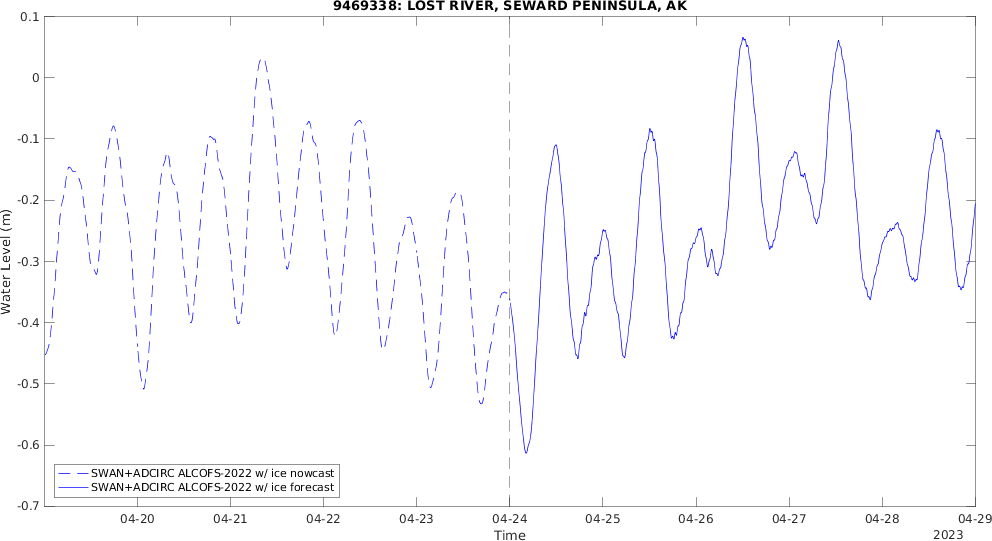 9469338: LOST RIVER, SEWARD PENINSULA, AK
Water Level (m)
0.1
0
-0.1
-0.2
-0.3
-0.4
-0.5
-0.6
-0.7
SWAN+ADCIRC ALCOFS-2022 w/ ice nowcast
SWAN+ADCIRC ALCOFS-2022 w/ ice forecast
04-20 04-21 04-22 04-23 04-24 04-25 04-26 04-27 04-28 04-29
Time
2023